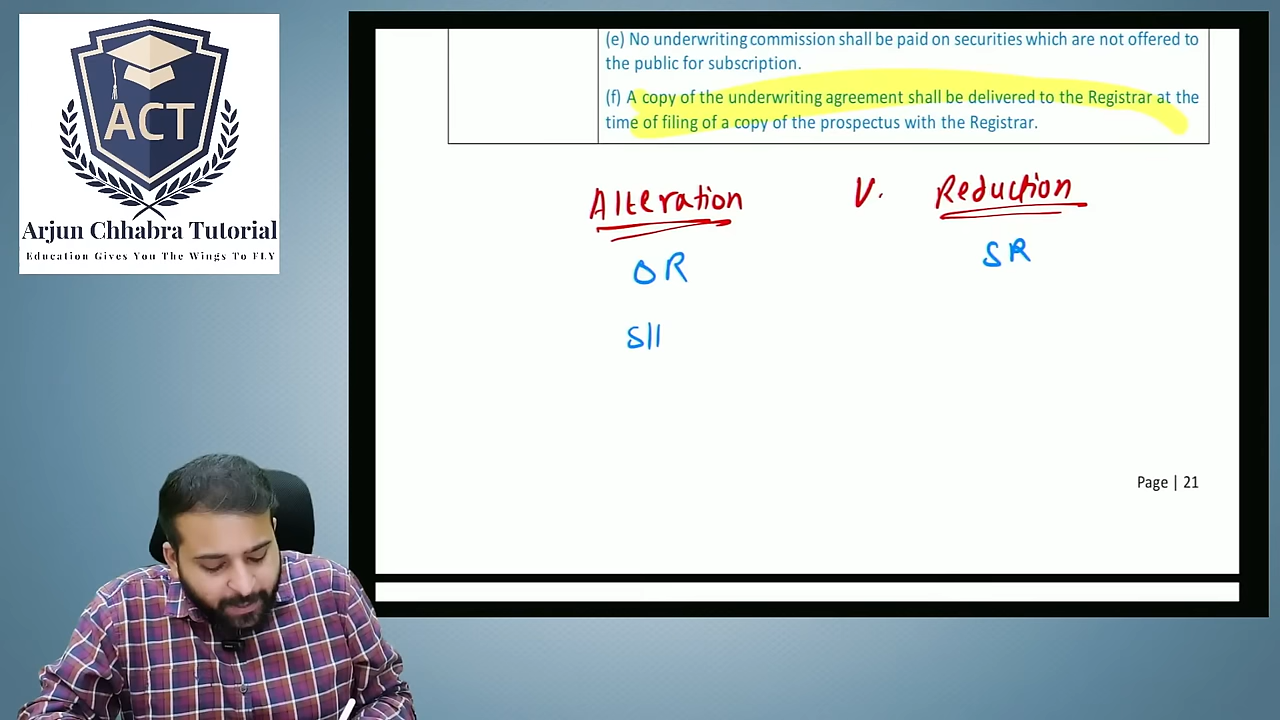 ACT
Arjun Chhabra Tutorial
Education Gives You The Wings To FLY
(e) No underwriting commission shall be paid on securities which are not offered to
the public for subscription.
(f) A copy of the underwriting agreement shall be delivered to the Registrar at the
time of filing of a copy of the prospectus with the Registrar.
Alteration V. Reduction
OR SR
Page | 21